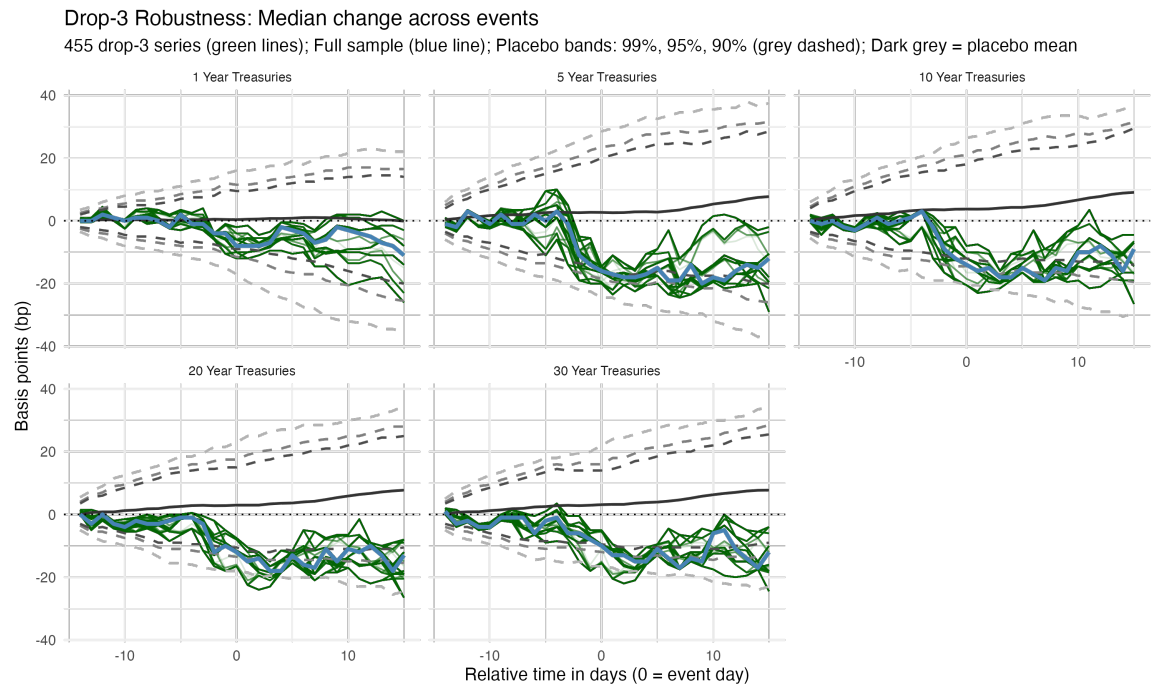 Drop-3 Robustness: Median change across events
455 drop-3 series (green lines); Full sample (blue line); Placebo bands: 99%, 95%, 90% (grey dashed); Dark grey = placebo mean
1 Year Treasuries
5 Year Treasuries
10 Year Treasuries
40
20
0
-20
-40
-10
0
10
20 Year Treasuries
30 Year Treasuries
40
20
0
-20
-40
-10
0
10
-10
0
10
Basis points (bp)
Relative time in days (0 = event day)